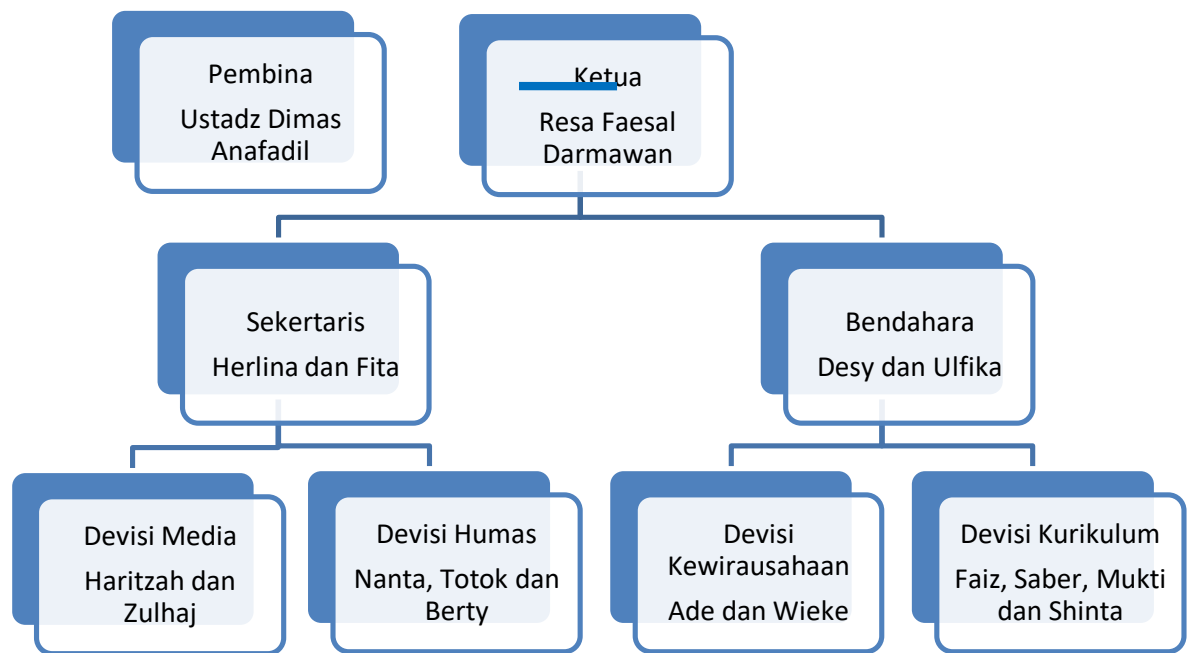 Pembina
Ustadz Dimas
Anafadil
Ketua
Resa Faesal
Darmawan
Sekertaris
Herlina dan Fita
Bendahara
Desy dan Ulfika
Devisi Media
Haritzah dan
Zulhaj
Devisi Humas
Nanta, Totok dan
Berty
Devisi
Kewirausahaan
Ade dan Wieke
Devisi Kurikulum
Faiz, Saber, Mukti
dan Shinta